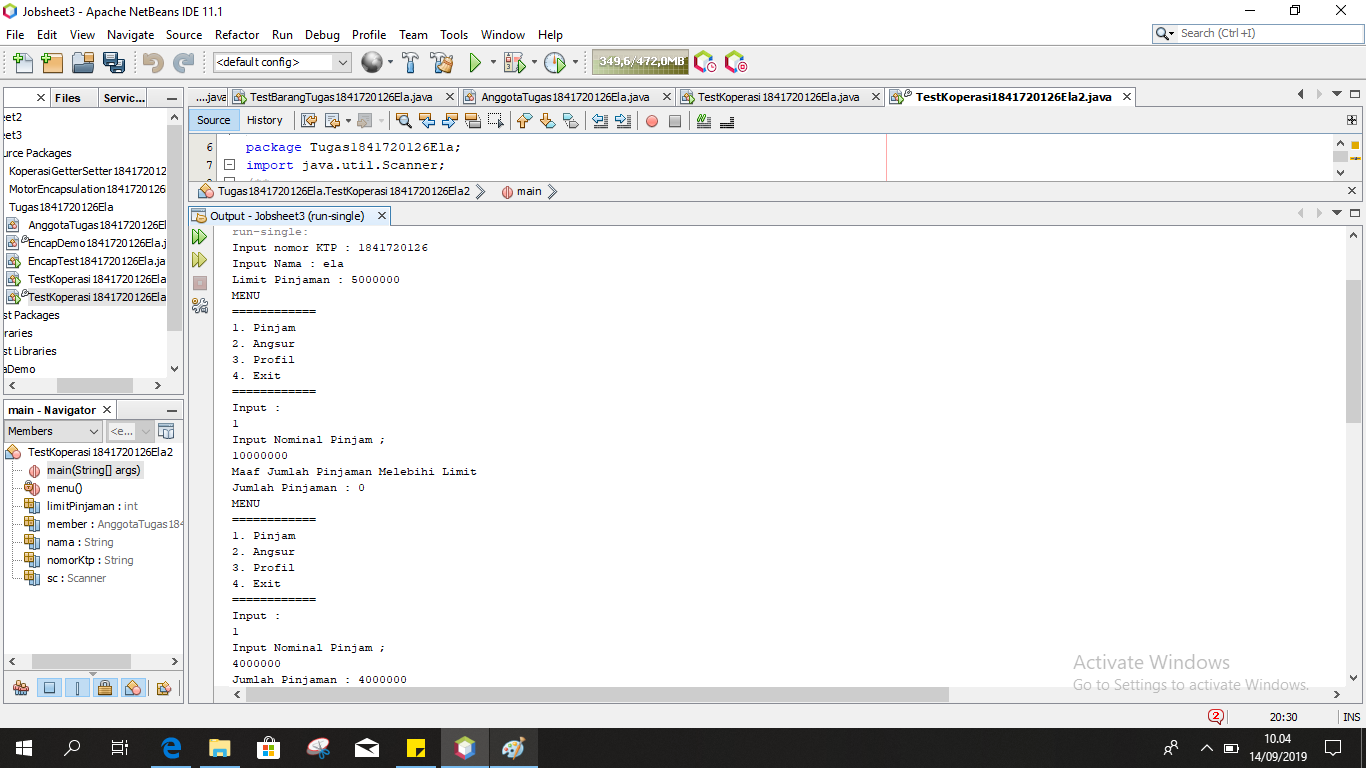 Jobsheet3 - Apache NetBeans IDE 11.1
File Edit View Navigate Source Refactor Run Debug Profile Team Tools Window Help
Search (Ctrl+I)
<default config>
349,6/472,0MB
Files
Servic...
....java
TestBarangTugas1841720126Ela.java
AnggotaTugas1841720126Ela.java
TestKoperasi1841720126Ela.java
TestKoperasi1841720126Ela2.java
Source History
6 package Tugas1841720126Ela;
7 import java.util.Scanner;
Tugas1841720126Ela.TestKoperasi1841720126Ela2
main
eet2
eet3
urce Packages
KoperasiGetterSetter18417201
MotorEncapsulation1841720126
Tugas1841720126Ela
AnggotaTugas1841720126El
EncapDemo1841720126Ela.j
EncapTest1841720126Ela.ja
TestKoperasi1841720126Ela
TestKoperasi1841720126Ela
st Packages
raries
st Libraries
aDemo
main - Navigator
Members
<e...
TestKoperasi1841720126Ela2
main(String[] args)
menu()
limitPinjaman : int
member : AnggotaTugas184
nama : String
nomorKtp : String
sc : Scanner
Output - Jobsheet3 (run-single)
run-single:
Input nomor KTP : 1841720126
Input Nama : ela
Limit Pinjaman : 5000000
MENU
============
1. Pinjam
2. Angsur
3. Profil
4. Exit
============
Input :
1
Input Nominal Pinjam ;
10000000
Maaf Jumlah Pinjaman Melebihi Limit
Jumlah Pinjaman : 0
MENU
============
1. Pinjam
2. Angsur
3. Profil
4. Exit
============
Input :
1
Input Nominal Pinjam ;
4000000
Jumlah Pinjaman : 4000000
Activate Windows
Go to Settings to activate Windows.
2
20:30
INS
10.04
14/09/2019